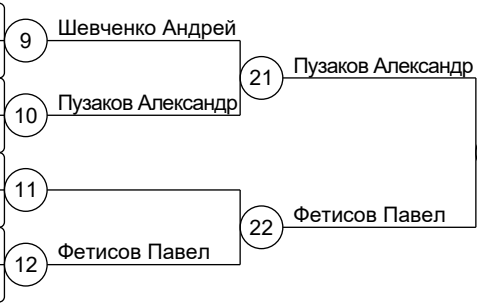 9
Шевченко Андрей
21
Пузаков Александр
10
Пузаков Александр
11
22
Фетисов Павел
12
Фетисов Павел